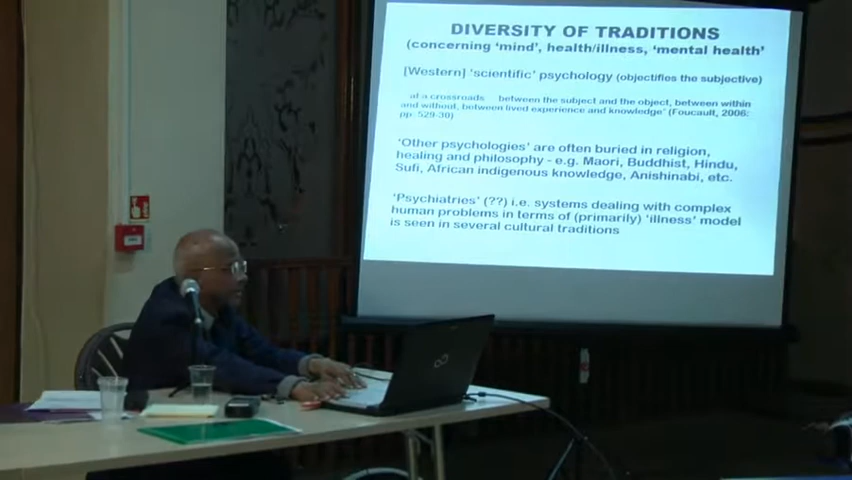 DIVERSITY OF TRADITIONS
(concerning ‘mind’, health/illness, ‘mental health’
[Western] ‘scientific’ psychology (objectifies the subjective)
at a crossroads between the subject and the object, between within
and without, between lived experience and knowledge’ (Foucault, 2006:
pp. 529-30)
‘Other psychologies’ are often buried in religion,
healing and philosophy - e.g. Maori, Buddhist, Hindu,
Sufi, African indigenous knowledge, Anishinabi, etc.
‘Psychiatries’ (??) i.e. systems dealing with complex
human problems in terms of (primarily) ‘illness’ model
is seen in several cultural traditions